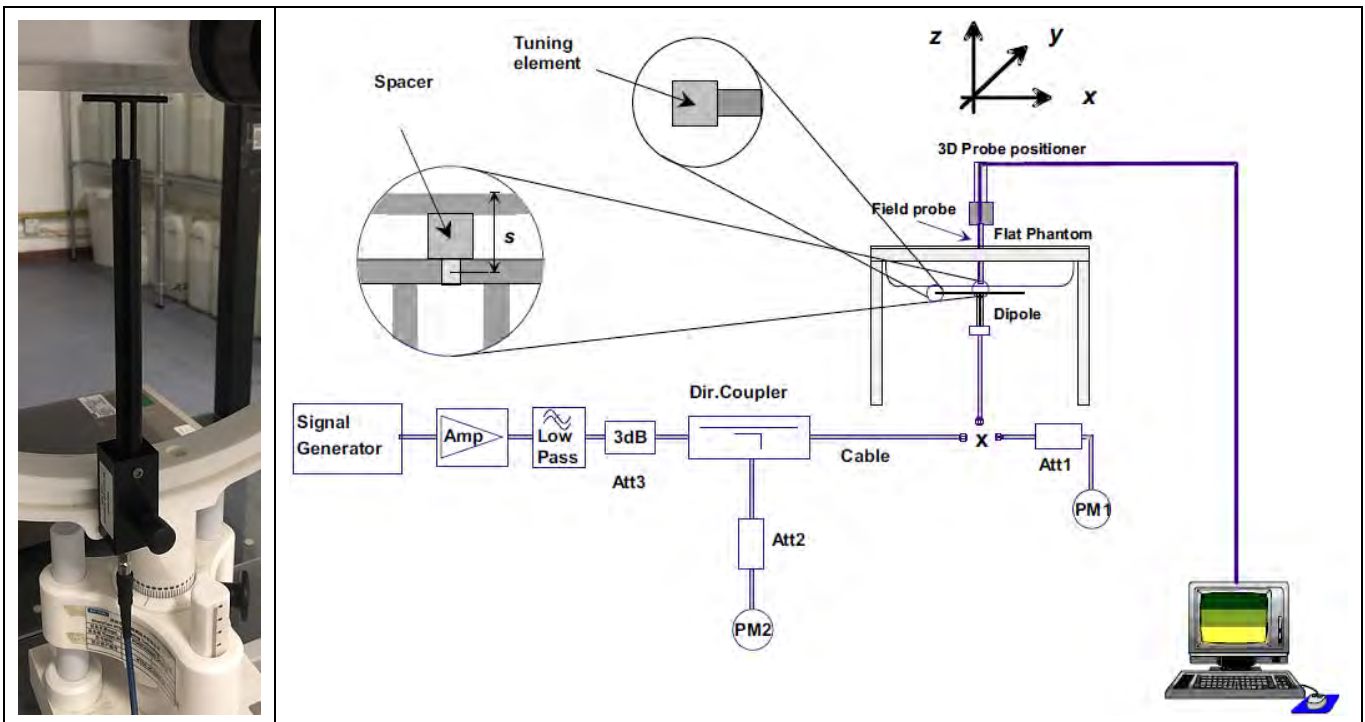 Tuning
element
Spacer
s
z
y
x
3D Probe positioner
Field probe
Flat Phantom
Dipole
Dir.Coupler
Signal
Generator
Amp
Low
Pass
3dB
Att3
Cable
x
Att1
PM1
Att2
PM2